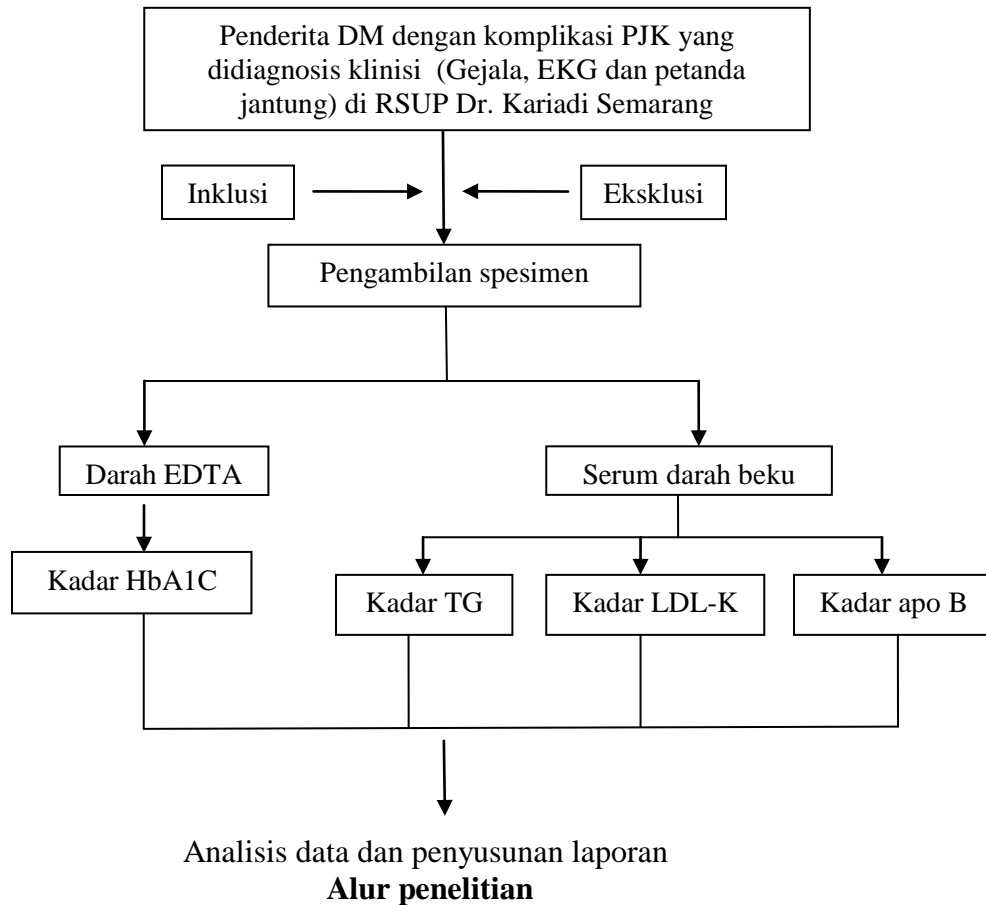 Penderita DM dengan komplikasi PJK yang
didiagnosis klinisi (Gejala, EKG dan petanda
jantung) di RSUP Dr. Kariadi Semarang
Inklusi
Eksklusi
Pengambilan spesimen
Darah EDTA
Serum darah beku
Kadar HbA1C
Kadar TG
Kadar LDL-K
Kadar apo B
Analisis data dan penyusunan laporan
Alur penelitian